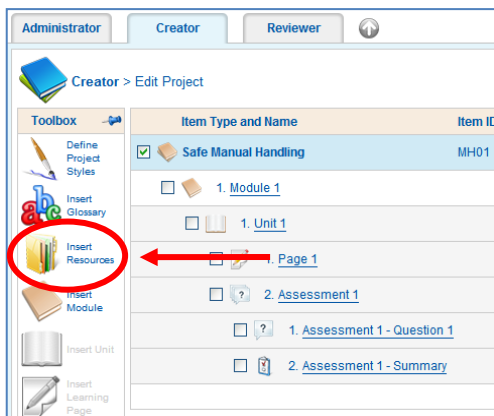 Administrator Creator Reviewer
Creator > Edit Project
Toolbox Item Type and Name Item ID
Define
Project
Styles
Safe Manual Handling MH01
Insert
Glossary
1. Module 1
1. Unit 1
Insert
Resources
1. Page 1
Insert
Module
2. Assessment 1
1. Assessment 1 - Question 1
Insert Unit
2. Assessment 1 - Summary
Insert
Learning
Page